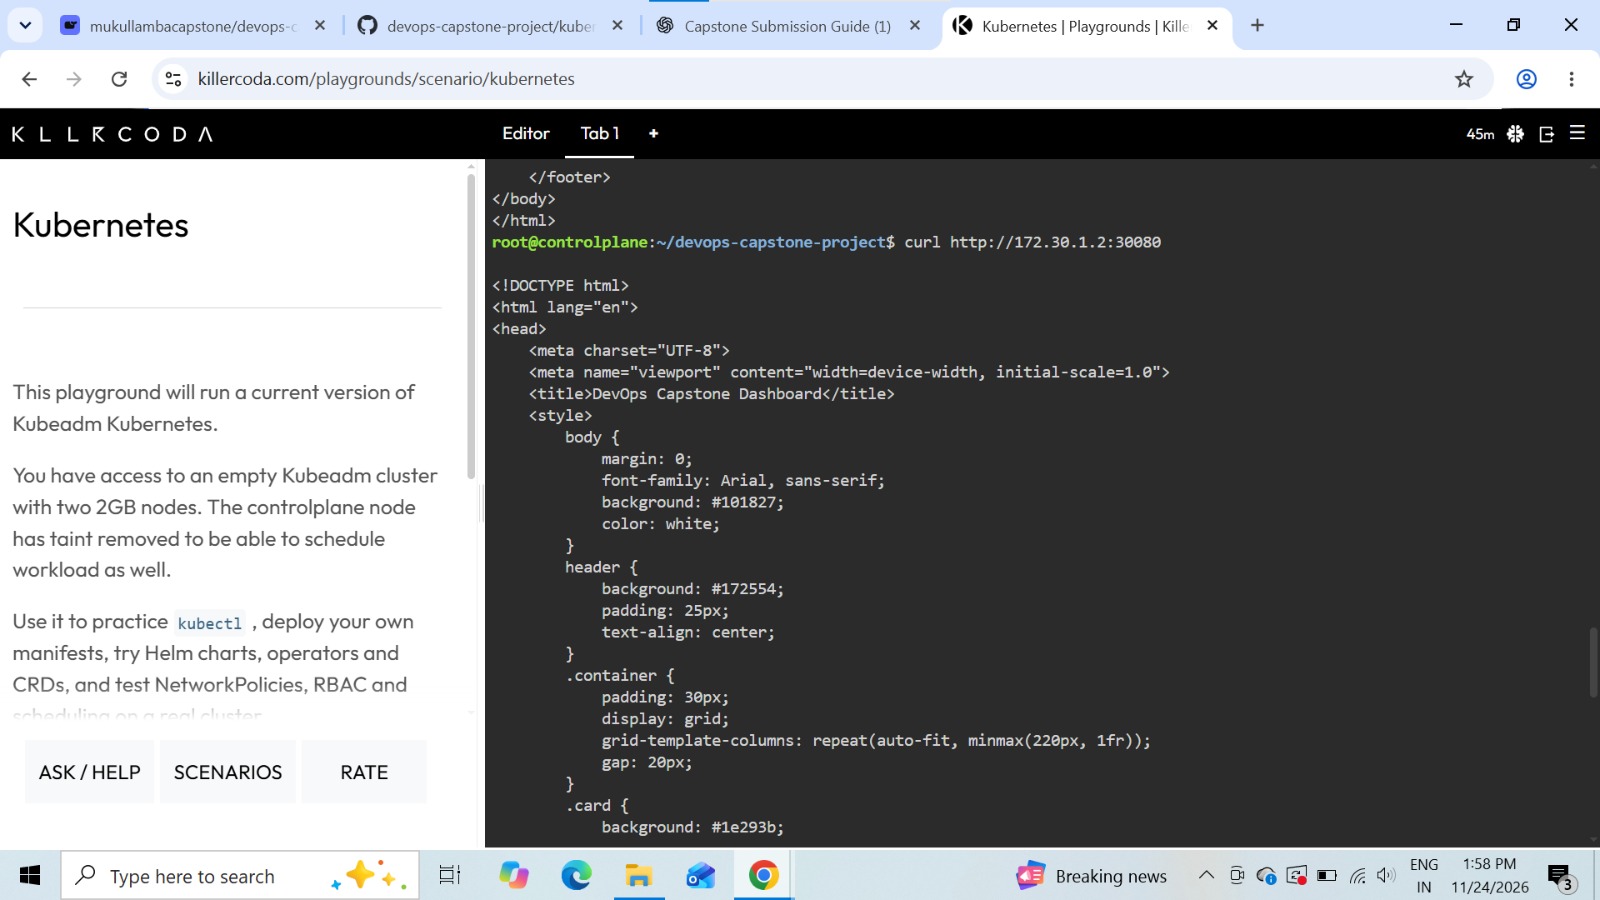 mukullambacapstone/devops-c
devops-capstone-project/kuber
Capstone Submission Guide (1)
Kubernetes | Playgrounds | Kille
killercoda.com/playgrounds/scenario/kubernetes
KLLRCODA
Editor
Tab 1
+
45m
Kubernetes
This playground will run a current version of
Kubeadm Kubernetes.
You have access to an empty Kubeadm cluster
with two 2GB nodes. The controlplane node
has taint removed to be able to schedule
workload as well.
Use it to practice kubectl , deploy your own
manifests, try Helm charts, operators and
CRDs, and test NetworkPolicies, RBAC and
scheduling on a real cluster
ASK / HELP
SCENARIOS
RATE
</footer>
</body>
</html>
root@controlplane:~/devops-capstone-project$ curl http://172.30.1.2:30080
<!DOCTYPE html>
<html lang="en">
<head>
<meta charset="UTF-8">
<meta name="viewport" content="width=device-width, initial-scale=1.0">
<title>DevOps Capstone Dashboard</title>
<style>
body {
margin: 0;
font-family: Arial, sans-serif;
background: #101827;
color: white;
}
header {
background: #172554;
padding: 25px;
text-align: center;
}
.container {
padding: 30px;
display: grid;
grid-template-columns: repeat(auto-fit, minmax(220px, 1fr));
gap: 20px;
}
.card {
background: #1e293b;
Type here to search
Breaking news
ENG
IN
1:58 PM
11/24/2026
3